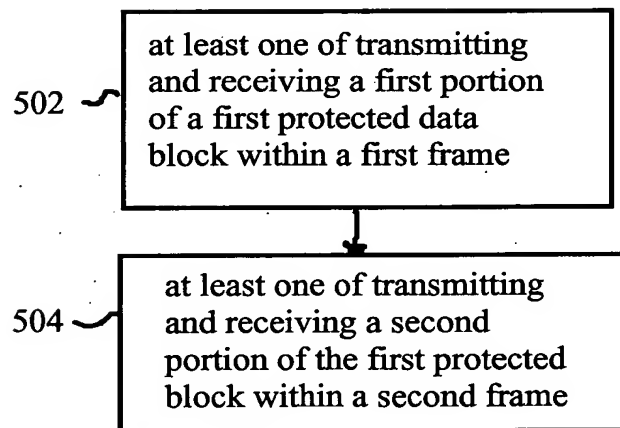 at least one of transmitting
and receiving a first portion
502
of a first protected data
block within a first frame
at least one of transmitting
504
and receiving a second
portion of the first protected
block within a second frame